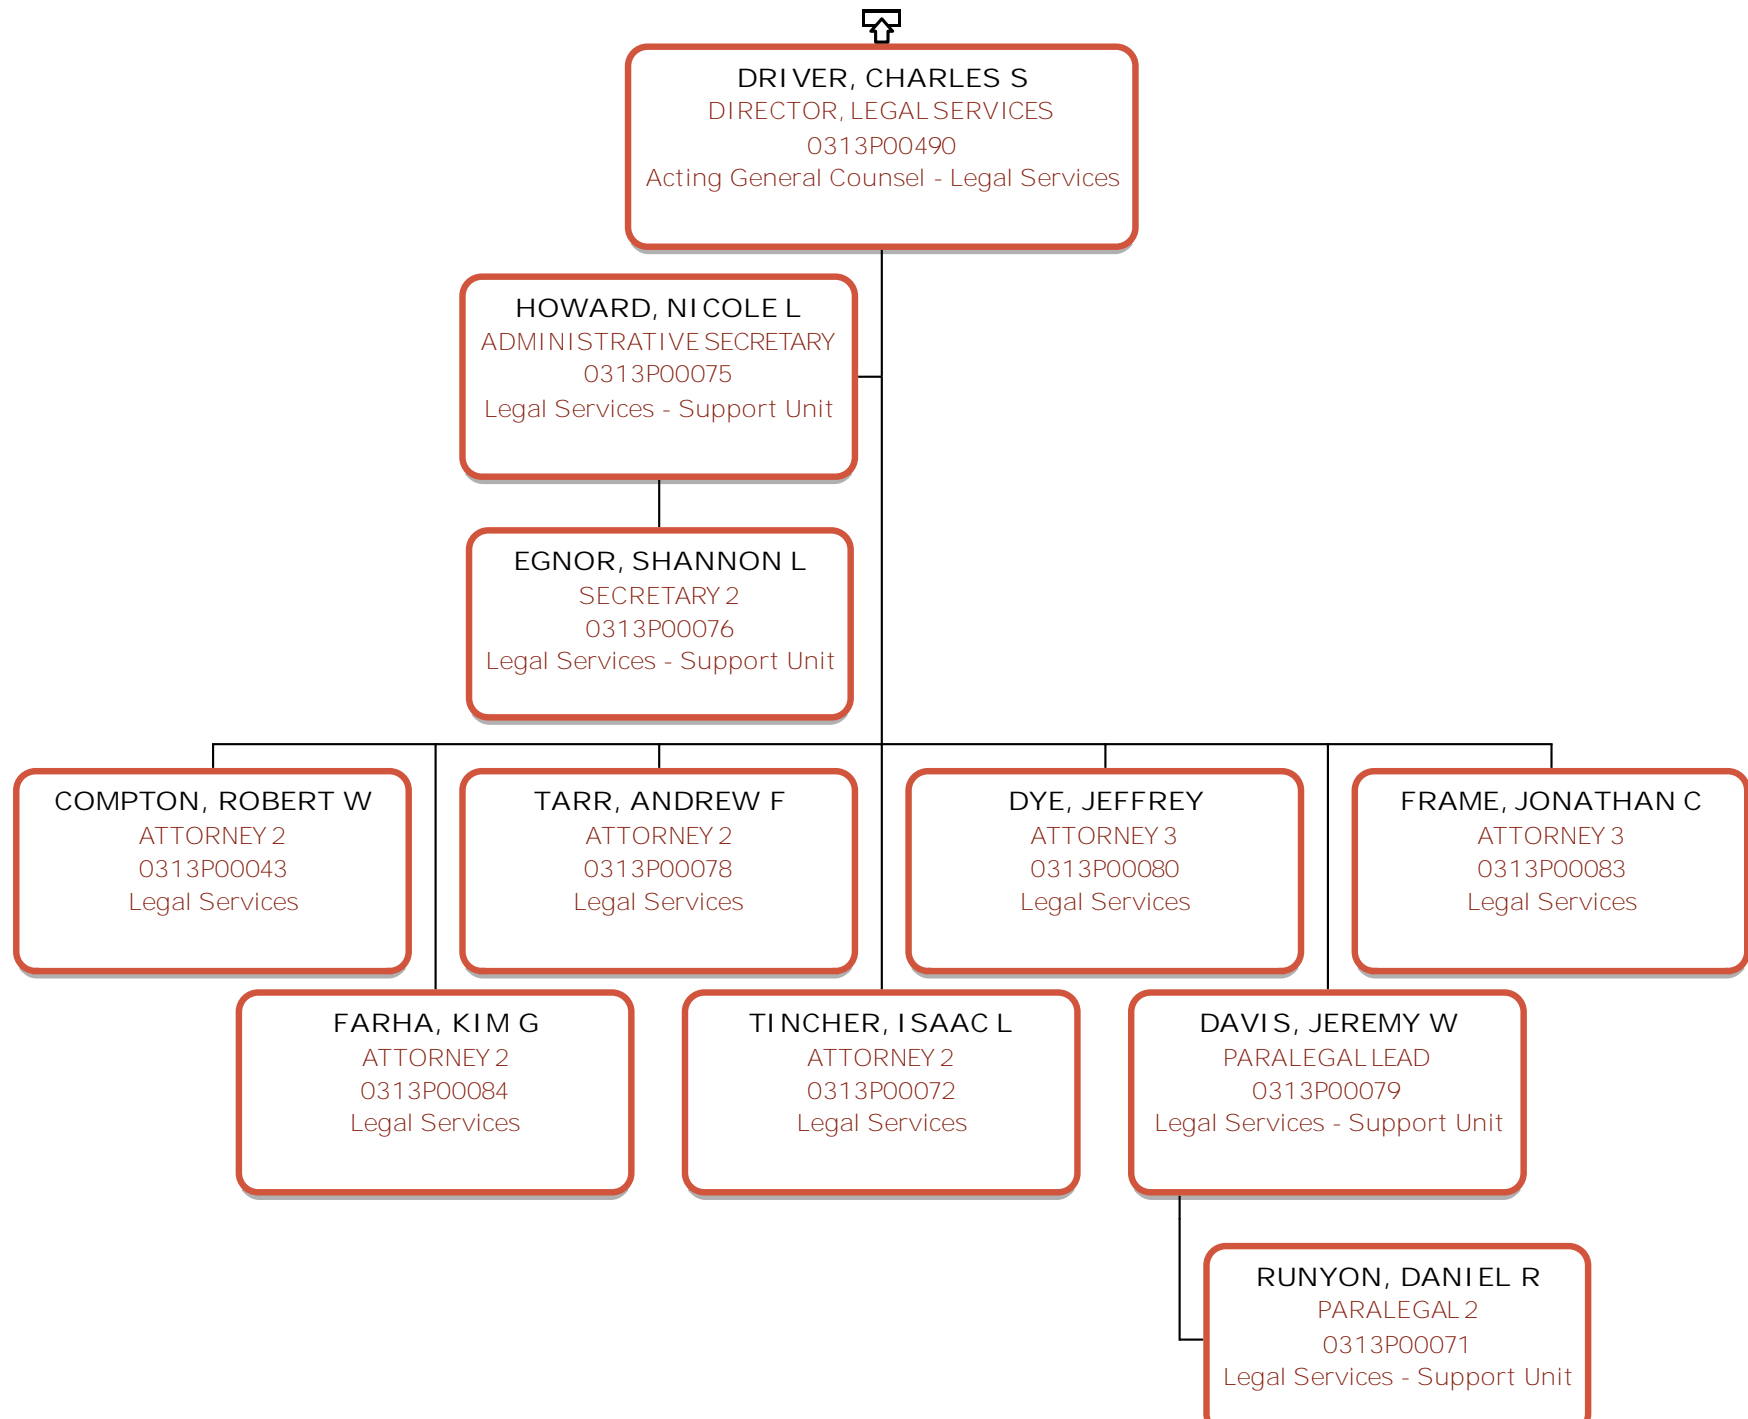 DRIVER, CHARLES S
DIRECTOR, LEGAL SERVICES
0313P00490
Acting General Counsel - Legal Services
HOWARD, NICOLE L
ADMINISTRATIVE SECRETARY
0313P00075
Legal Services - Support Unit
EGNOR, SHANNON L
SECRETARY 2
0313P00076
Legal Services - Support Unit
COMPTON, ROBERT W
ATTORNEY 2
0313P00043
Legal Services
TARR, ANDREW F
ATTORNEY 2
0313P00078
Legal Services
DYE, JEFFREY
ATTORNEY 3
0313P00080
Legal Services
FRAME, JONATHAN C
ATTORNEY 3
0313P00083
Legal Services
FARHA, KIM G
ATTORNEY 2
0313P00084
Legal Services
TINCHER, ISAAC L
ATTORNEY 2
0313P00072
Legal Services
DAVIS, JEREMY W
PARALEGAL LEAD
0313P00079
Legal Services - Support Unit
RUNYON, DANIEL R
PARALEGAL 2
0313P00071
Legal Services - Support Unit